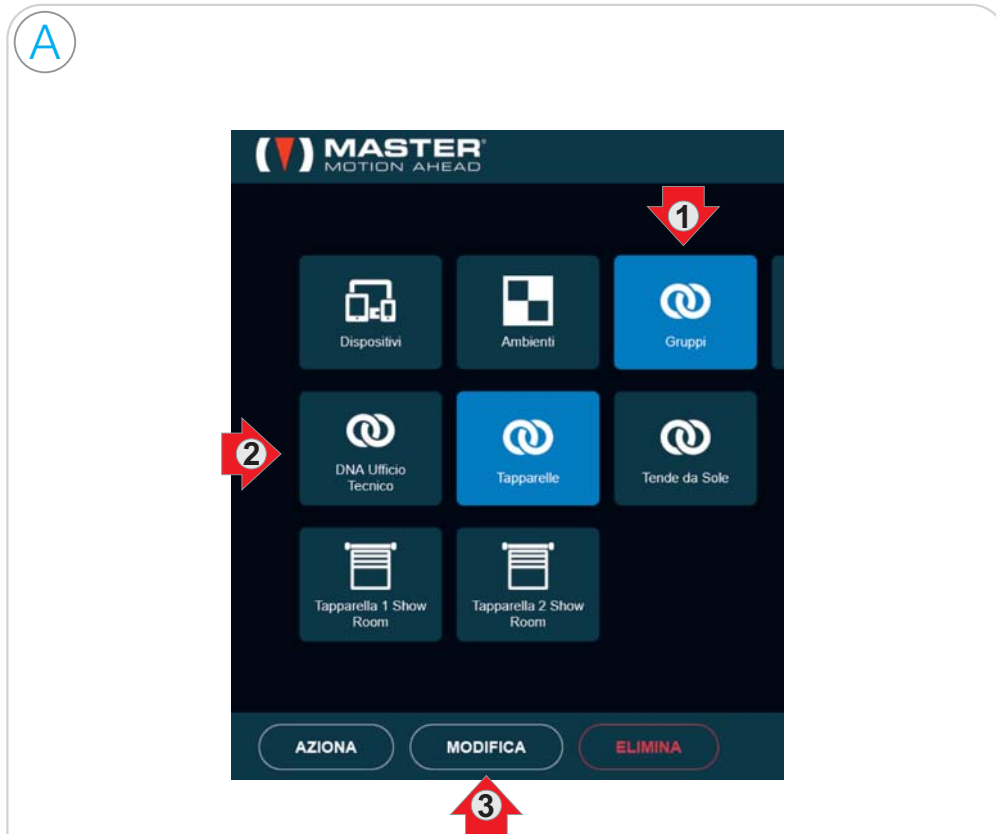 A
MASTER®
MOTION AHEAD
1
Dispositivi
Ambienti
Gruppi
2
DNA Ufficio
Tecnico
Tapparelle
Tende da Sole
Tapparella 1 Show
Room
Tapparella 2 Show
Room
AZIONA
MODIFICA
ELIMINA
3